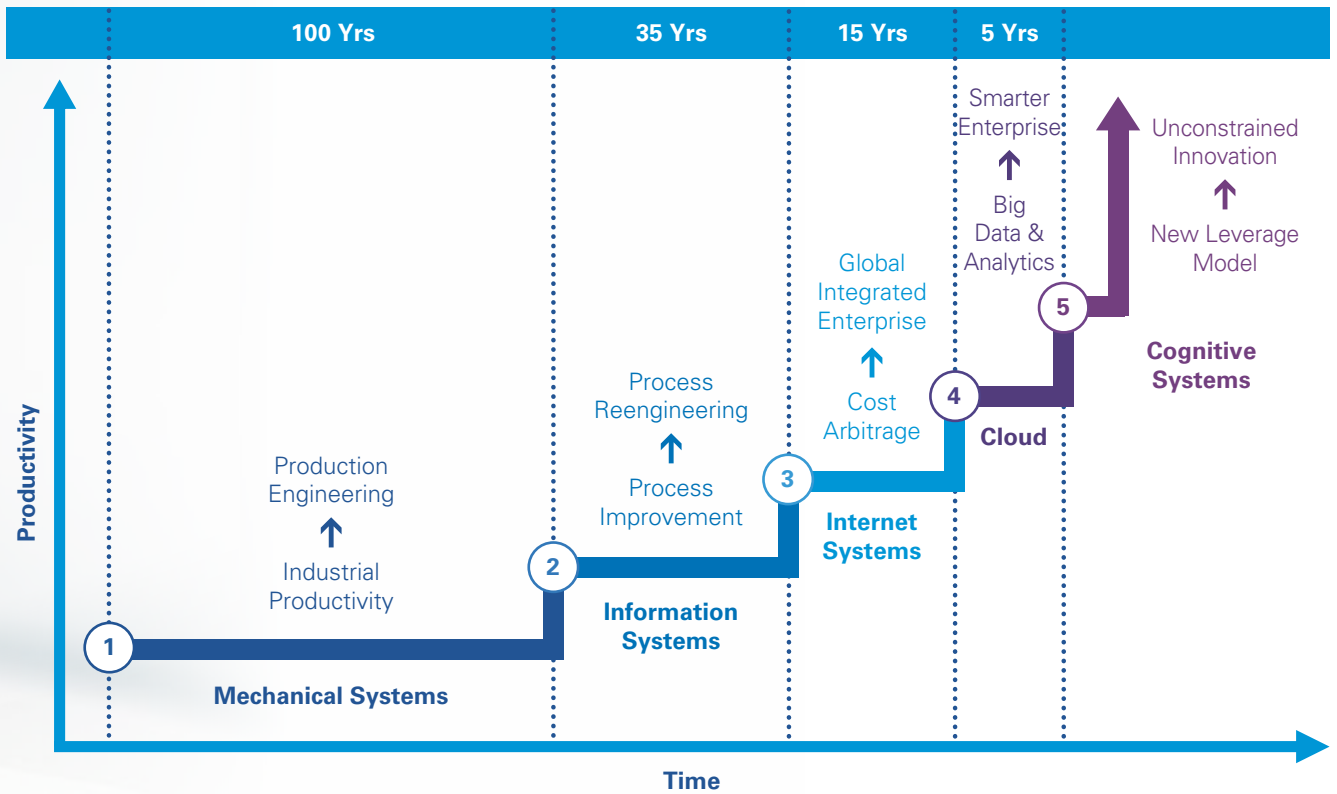 100 Yrs
35 Yrs
15 Yrs
5 Yrs
Productivity
1
Production
Engineering
Industrial
Productivity
Mechanical Systems
2
Process
Reengineering
Process
Improvement
Information
Systems
3
Global
Integrated
Enterprise
Cost
Arbitrage
Internet
Systems
4
Smarter
Enterprise
Big
Data &
Analytics
Cloud
5
Unconstrained
Innovation
New Leverage
Model
Cognitive
Systems
Time